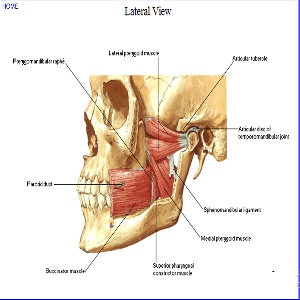 HOME
Lateral View
Lateral pterygoid muscle
Pterygomandibular raphé
Articular tubercle
Articular disc of
temporomandibular joint
Parotid duct
Sphenomandibular ligament
Medial pterygoid muscle
Buccinator muscle
Superior pharyngeal
constrictor muscle